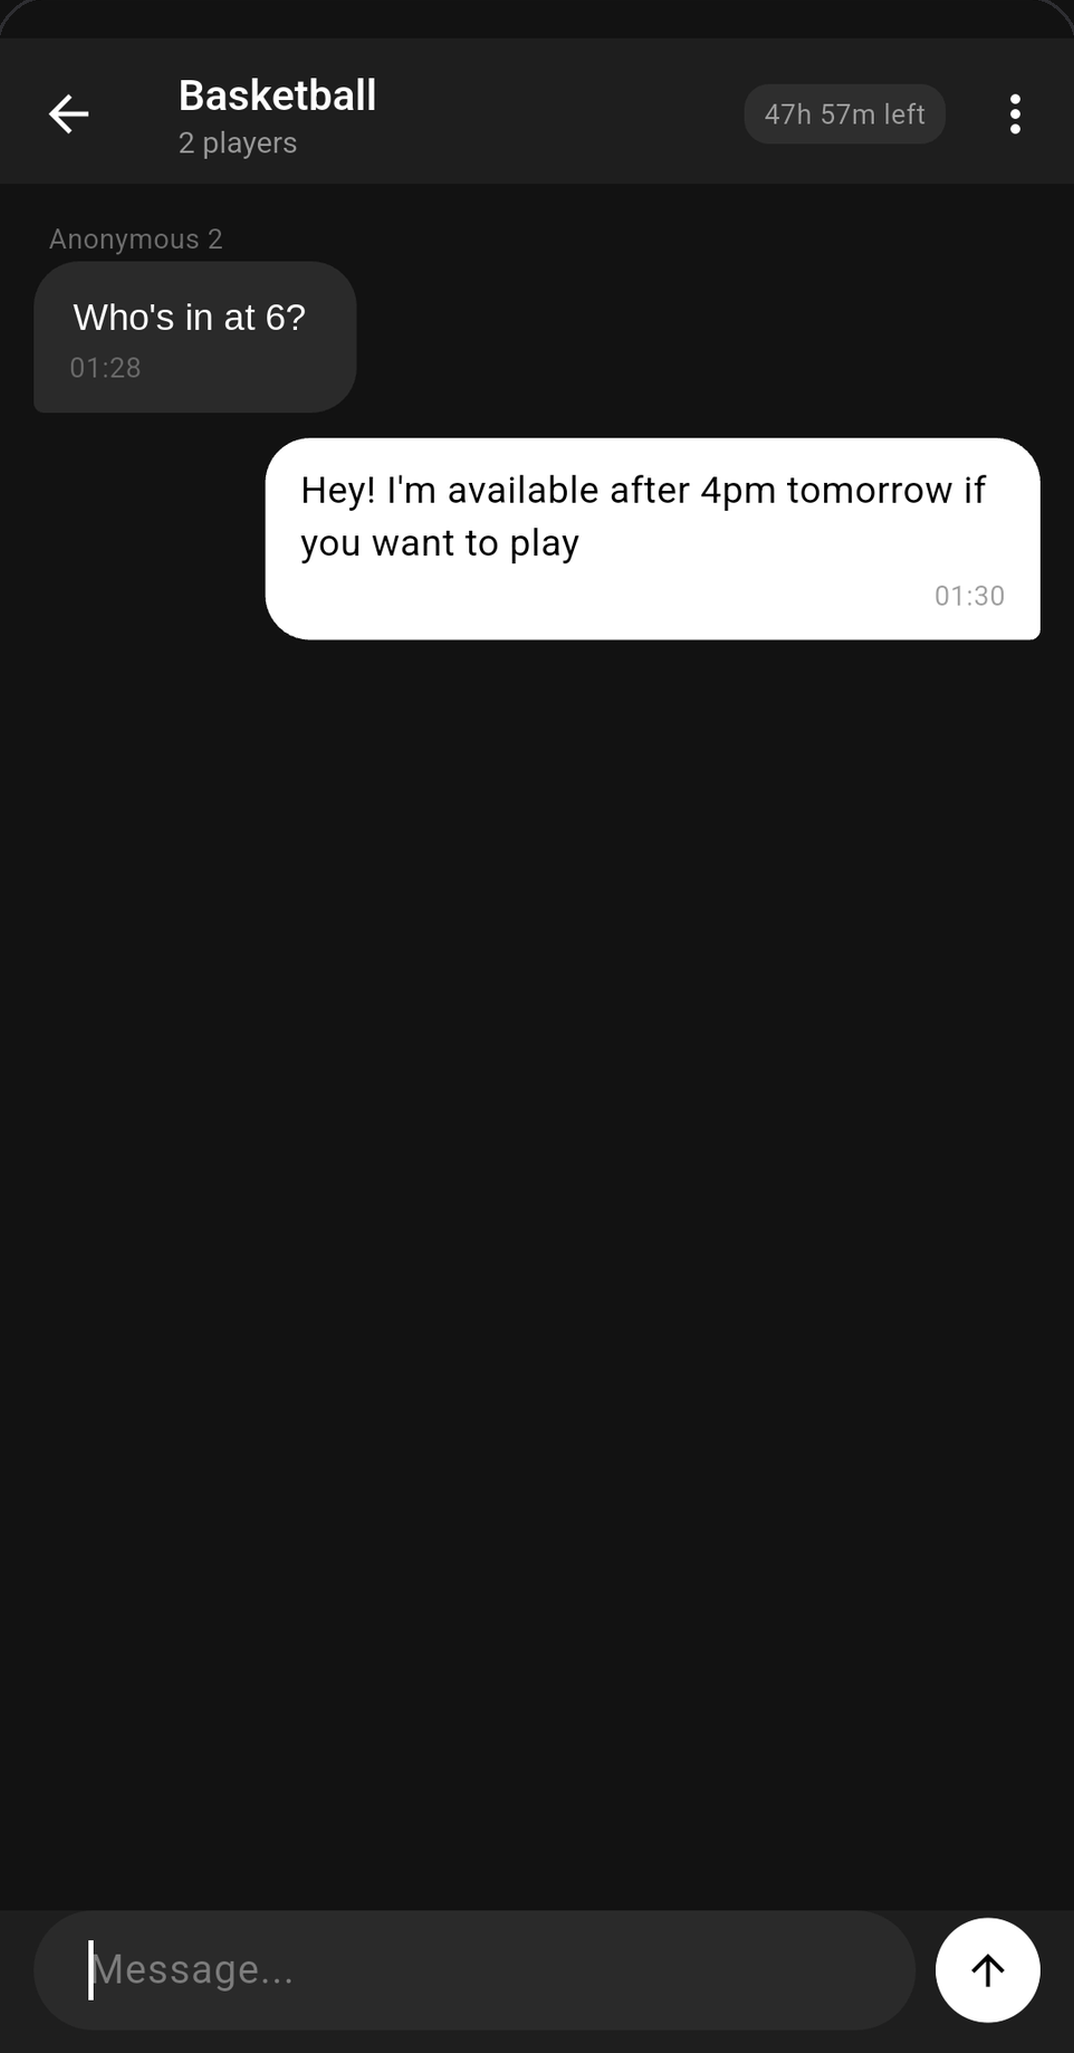 Basketball
2 players
47h 57m left
Anonymous 2
Who's in at 6?
01:28
Hey! I'm available after 4pm tomorrow if
you want to play
01:30
Message...